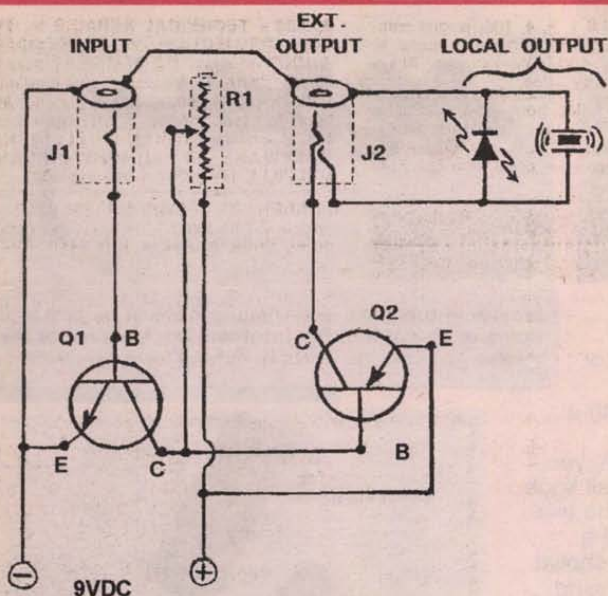 EXT.
INPUT OUTPUT LOCAL OUTPUT
R1
J1 J2
Q1 B Q2
C E
E C B
− +
9VDC